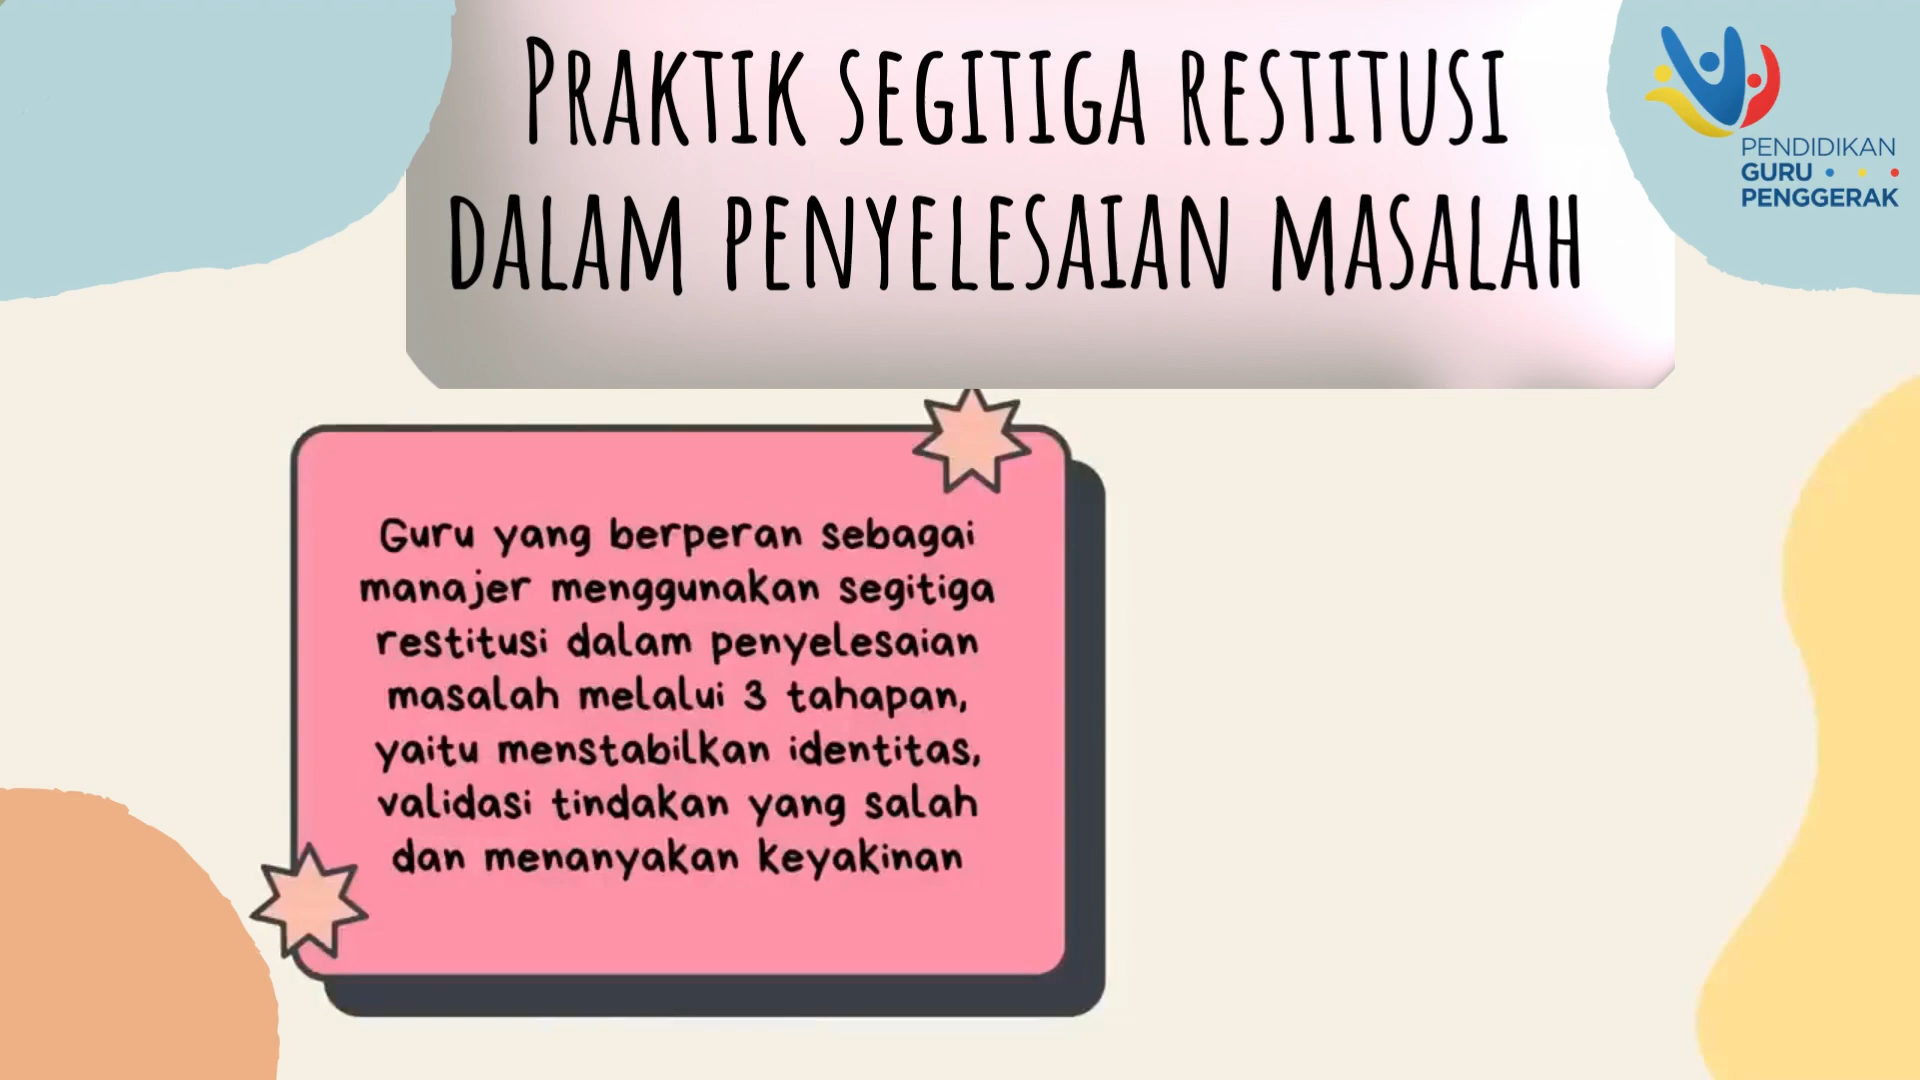 PRAKTIK SEGITIGA RESTITUSI
DALAM PENYELESAIAN MASALAH
PENDIDIKAN
GURU
PENGGERAK
Guru yang berperan sebagai
manajer menggunakan segitiga
restitusi dalam penyelesaian
masalah melalui 3 tahapan,
yaitu menstabilkan identitas,
validasi tindakan yang salah
dan menanyakan keyakinan